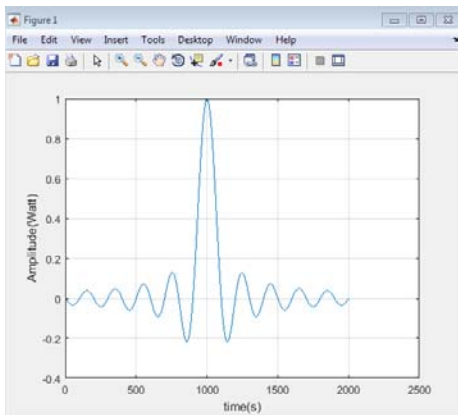 Figure 1
File Edit View Insert Tools Desktop Window Help
1
0.8
0.6
0.4
0.2
0
-0.2
-0.4
Amplitude(Watt)
0 500 1000 1500 2000 2500
time(s)